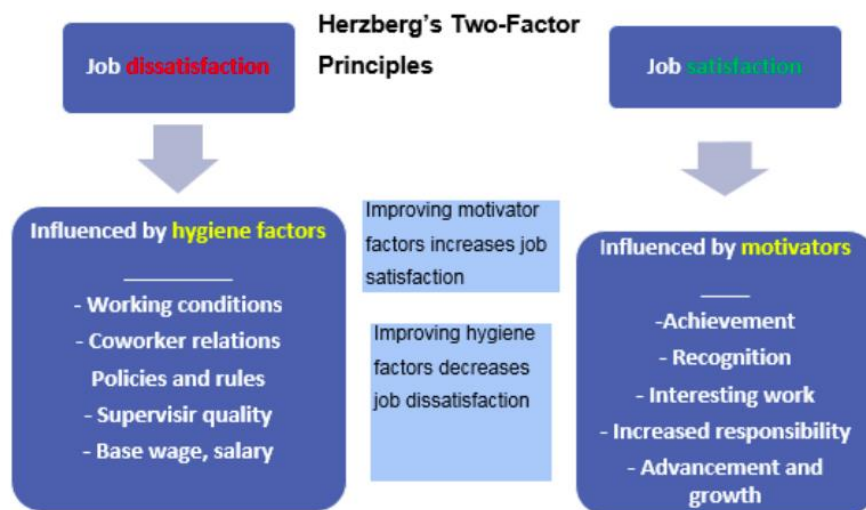 Herzberg's Two-Factor
Principles
Job dissatisfaction
Job satisfaction
Influenced by hygiene factors
- Working conditions
- Coworker relations
Policies and rules
- Supervisir quality
- Base wage, salary
Improving motivator
factors increases job
satisfaction
Improving hygiene
factors decreases
job dissatisfaction
Influenced by motivators
-Achievement
- Recognition
- Interesting work
- Increased responsibility
- Advancement and
growth